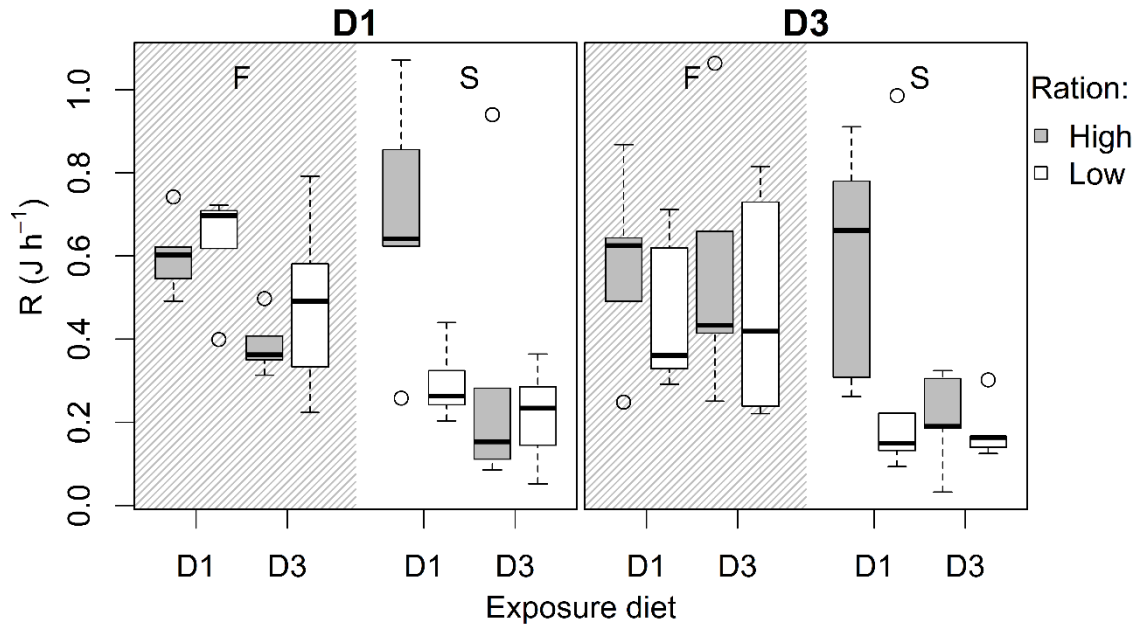 D1 D3
F S F S
Ration:
High
Low
R (J h⁻¹)
1.0
0.8
0.6
0.4
0.2
0.0
D1 D3 D1 D3 D1 D3 D1 D3
Exposure diet